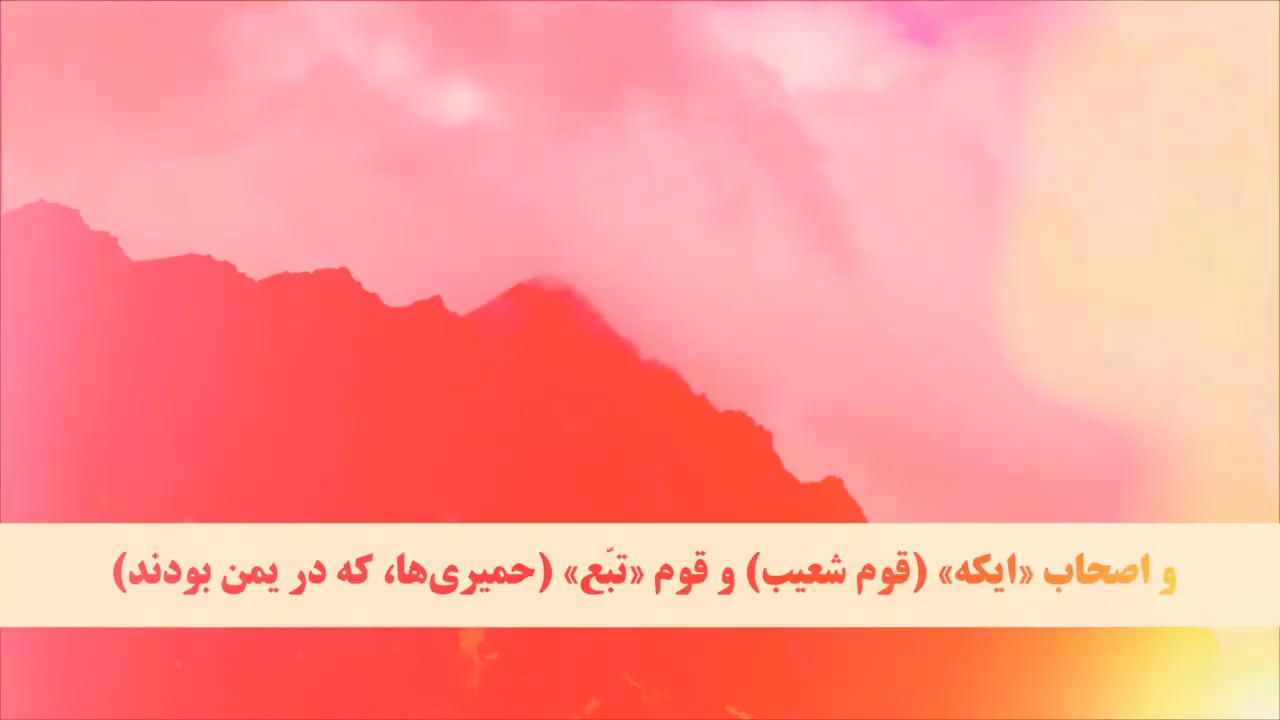 و اصحاب «ایکه» (قوم شعیب) و قوم «تبّع» (حمیری‌ها، که در یمن بودند)